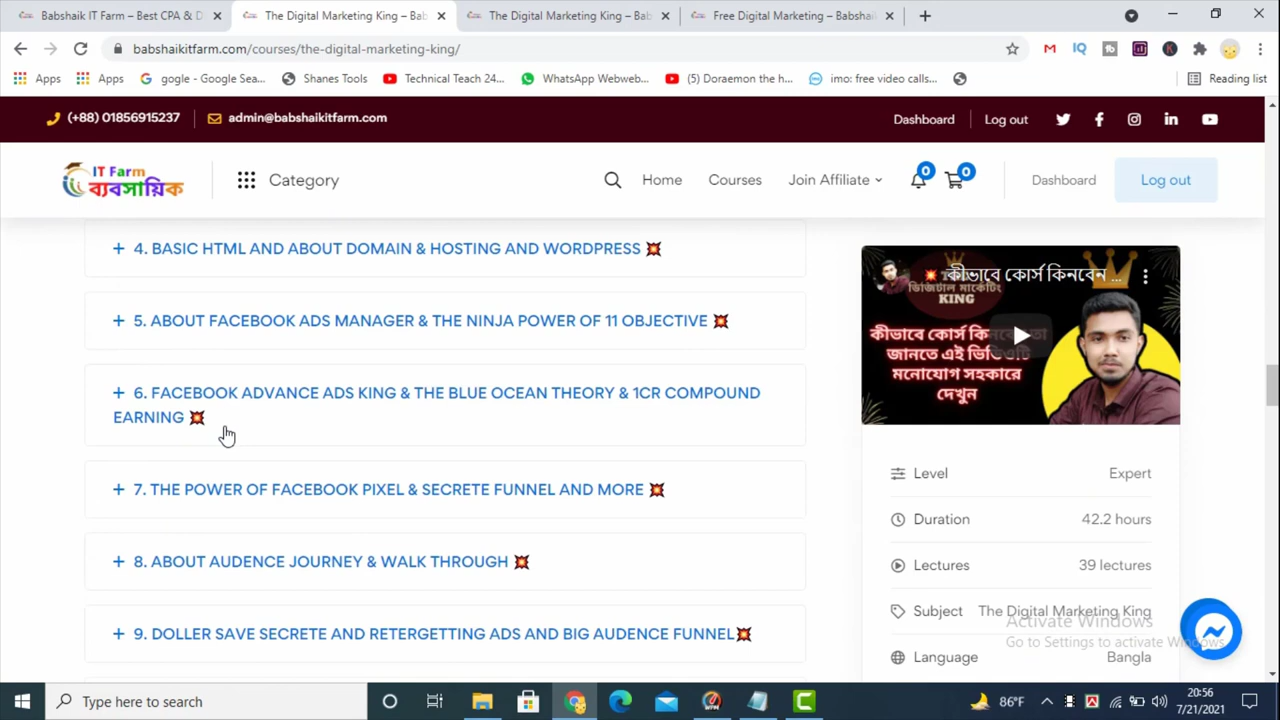 Babshaik IT Farm – Best CPA & D
The Digital Marketing King – Bab
The Digital Marketing King – Bab
Free Digital Marketing – Babshai
babshaikitfarm.com/courses/the-digital-marketing-king/
Apps
Apps
gogle - Google Sea...
Shanes Tools
Technical Teach 24...
WhatsApp Webweb...
(5) Doraemon the h...
imo: free video calls...
Reading list
(+88) 01856915237
admin@babshaikitfarm.com
Dashboard
Log out
IT Farm
ব্যবসায়িক
Category
Home
Courses
Join Affiliate
0
0
Dashboard
Log out
+ 4. BASIC HTML AND ABOUT DOMAIN & HOSTING AND WORDPRESS 💥
+ 5. ABOUT FACEBOOK ADS MANAGER & THE NINJA POWER OF 11 OBJECTIVE 💥
+ 6. FACEBOOK ADVANCE ADS KING & THE BLUE OCEAN THEORY & 1CR COMPOUND
EARNING 💥
+ 7. THE POWER OF FACEBOOK PIXEL & SECRETE FUNNEL AND MORE 💥
+ 8. ABOUT AUDENCE JOURNEY & WALK THROUGH 💥
+ 9. DOLLER SAVE SECRETE AND RETERGETTING ADS AND BIG AUDENCE FUNNEL💥
💥 কীভাবে কোর্স কিনবেন ...
ডিজিটাল মার্কেটিং
KING
কীভাবে কোর্স
জানতে এই ভিডিওটি
মনোযোগ সহকারে
দেখুন
Level
Expert
Duration
42.2 hours
Lectures
39 lectures
Subject
The Digital Marketing King
Language
Bangla
Activate Windows
Go to Settings to activate Windows.
Type here to search
86°F
20:56
7/21/2021